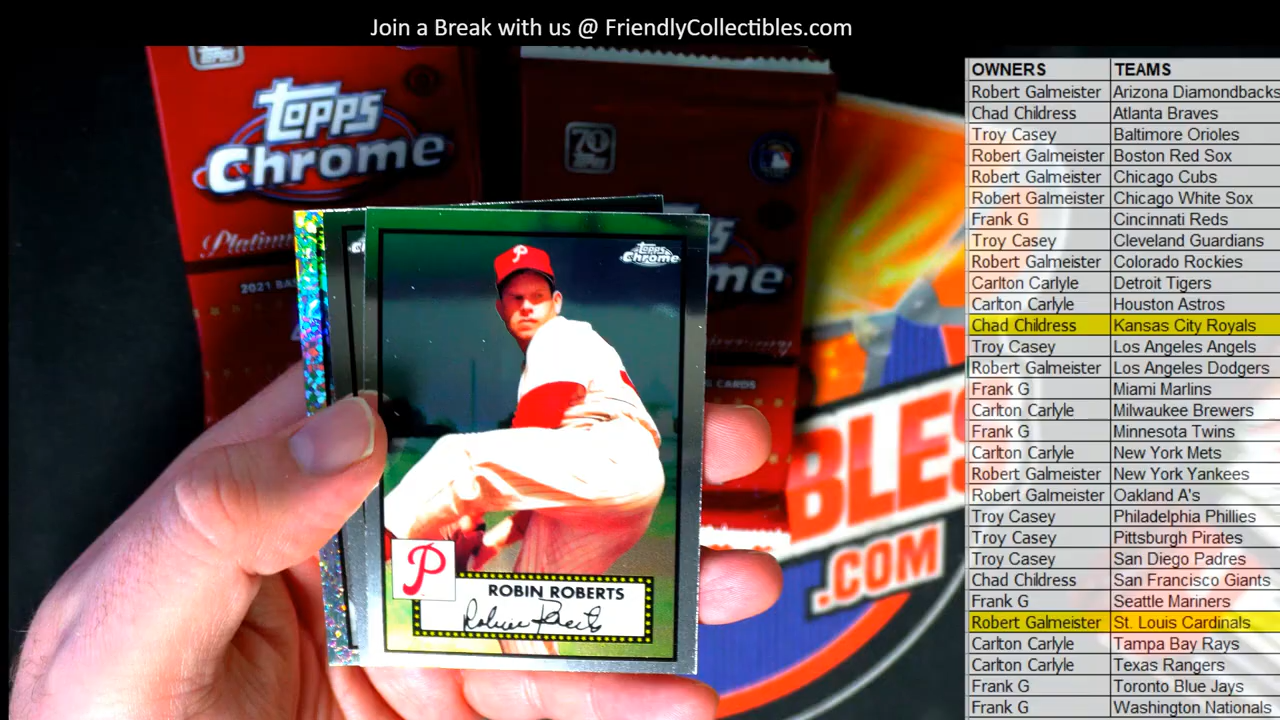 Join a Break with us @ FriendlyCollectibles.com
TOPPS
topps
Chrome
Platinum
2021 BAS
70
TOPPS
me
CARDS
P
topps
Chrome
P
ROBIN ROBERTS
Robin Roberts
BLES
.COM
OWNERS TEAMS
Robert Galmeister Arizona Diamondbacks
Chad Childress Atlanta Braves
Troy Casey Baltimore Orioles
Robert Galmeister Boston Red Sox
Robert Galmeister Chicago Cubs
Robert Galmeister Chicago White Sox
Frank G Cincinnati Reds
Troy Casey Cleveland Guardians
Robert Galmeister Colorado Rockies
Carlton Carlyle Detroit Tigers
Carlton Carlyle Houston Astros
Chad Childress Kansas City Royals
Troy Casey Los Angeles Angels
Robert Galmeister Los Angeles Dodgers
Frank G Miami Marlins
Carlton Carlyle Milwaukee Brewers
Frank G Minnesota Twins
Carlton Carlyle New York Mets
Robert Galmeister New York Yankees
Robert Galmeister Oakland A's
Troy Casey Philadelphia Phillies
Troy Casey Pittsburgh Pirates
Troy Casey San Diego Padres
Chad Childress San Francisco Giants
Frank G Seattle Mariners
Robert Galmeister St. Louis Cardinals
Carlton Carlyle Tampa Bay Rays
Carlton Carlyle Texas Rangers
Frank G Toronto Blue Jays
Frank G Washington Nationals